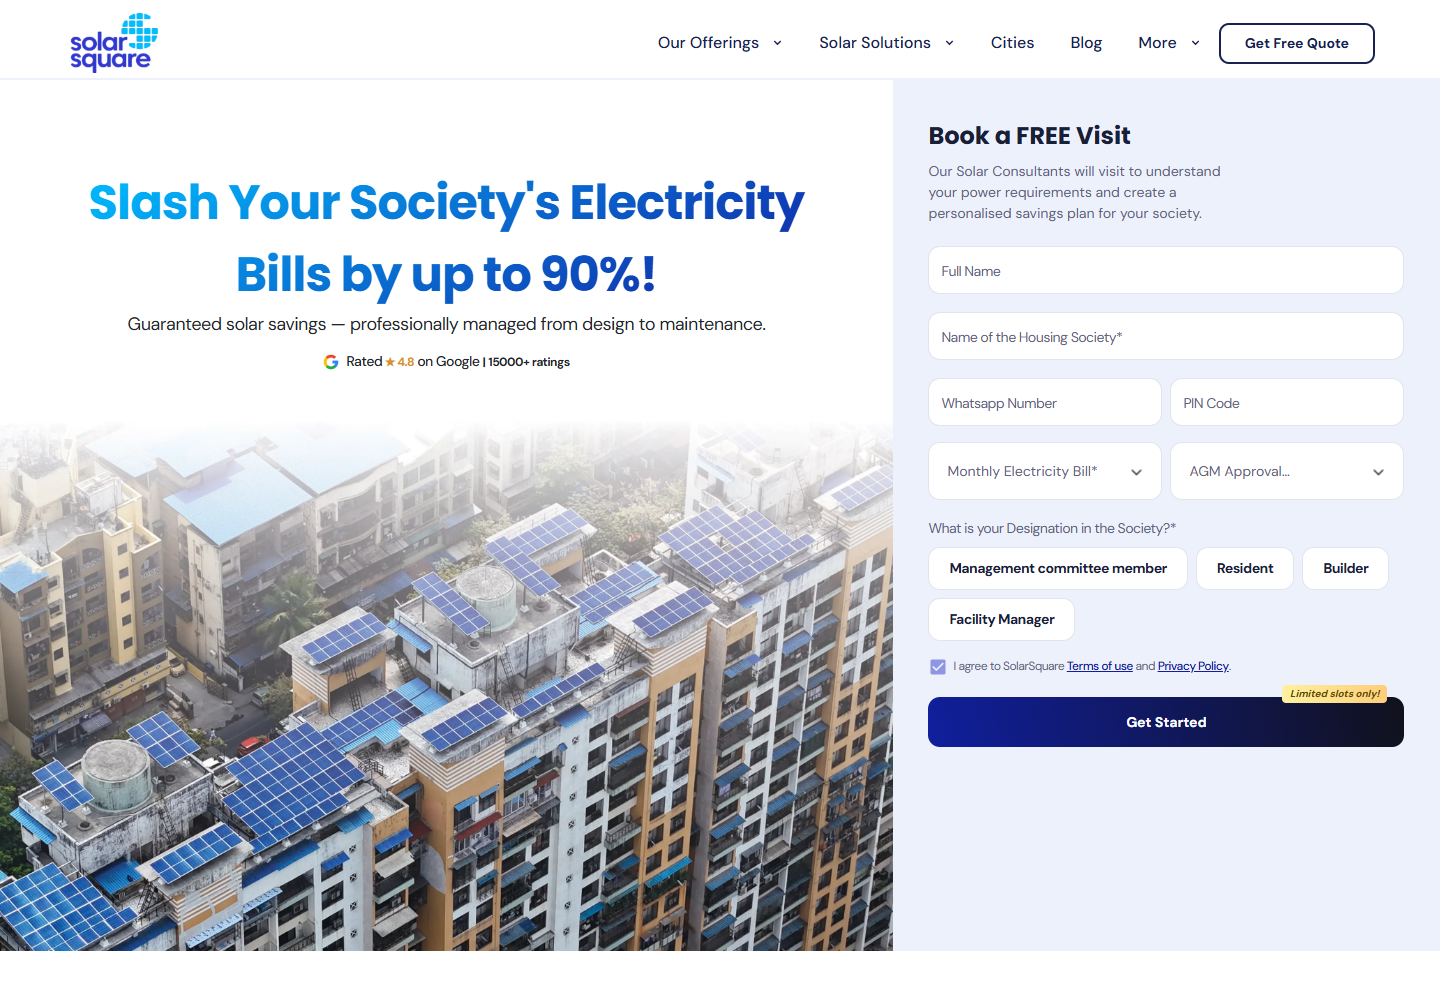 solar
square
Our Offerings
Solar Solutions
Cities
Blog
More
Get Free Quote
Slash Your Society's Electricity
Bills by up to 90%!
Guaranteed solar savings — professionally managed from design to maintenance.
Rated ★ 4.8 on Google | 15000+ ratings
Book a FREE Visit
Our Solar Consultants will visit to understand
your power requirements and create a
personalised savings plan for your society.
Full Name
Name of the Housing Society*
Whatsapp Number
PIN Code
Monthly Electricity Bill*
AGM Approval...
What is your Designation in the Society?*
Management committee member
Resident
Builder
Facility Manager
I agree to SolarSquare Terms of use and Privacy Policy.
Limited slots only!
Get Started